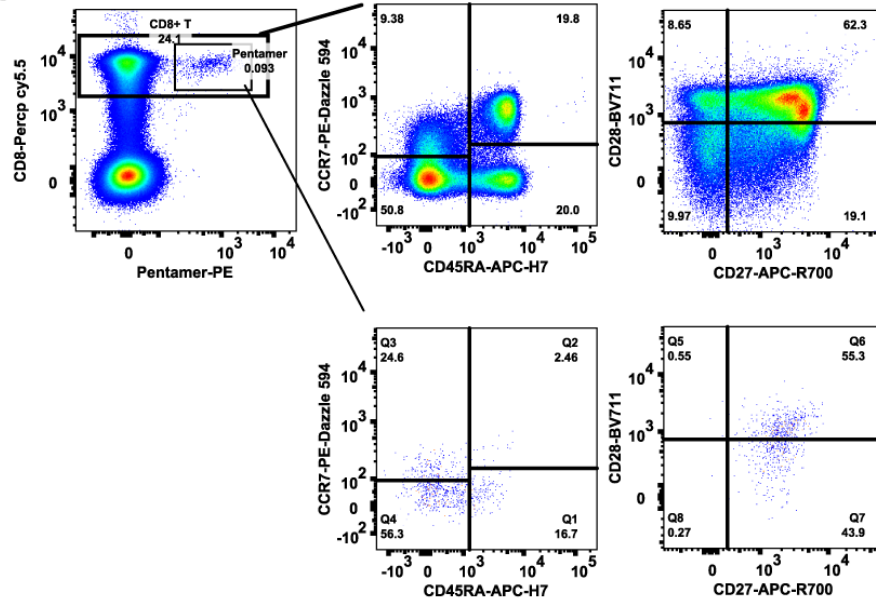 CD8+ T
24.1
Pentamer
0.093
10^4
10^3
0
CD8-Percp cy5.5
0
10^3
10^4
Pentamer-PE
9.38
19.8
50.8
20.0
10^4
10^3
10^2
0
-10^2
CCR7-PE-Dazzle 594
-10^3
0
10^3
10^4
10^5
CD45RA-APC-H7
8.65
62.3
9.97
19.1
10^4
10^3
0
CD28-BV711
0
10^3
10^4
CD27-APC-R700
Q3
24.6
Q2
2.46
Q4
56.3
Q1
16.7
10^4
10^3
10^2
0
-10^2
CCR7-PE-Dazzle 594
-10^3
0
10^3
10^4
10^5
CD45RA-APC-H7
Q5
0.55
Q6
55.3
Q8
0.27
Q7
43.9
10^4
10^3
0
CD28-BV711
0
10^3
10^4
CD27-APC-R700